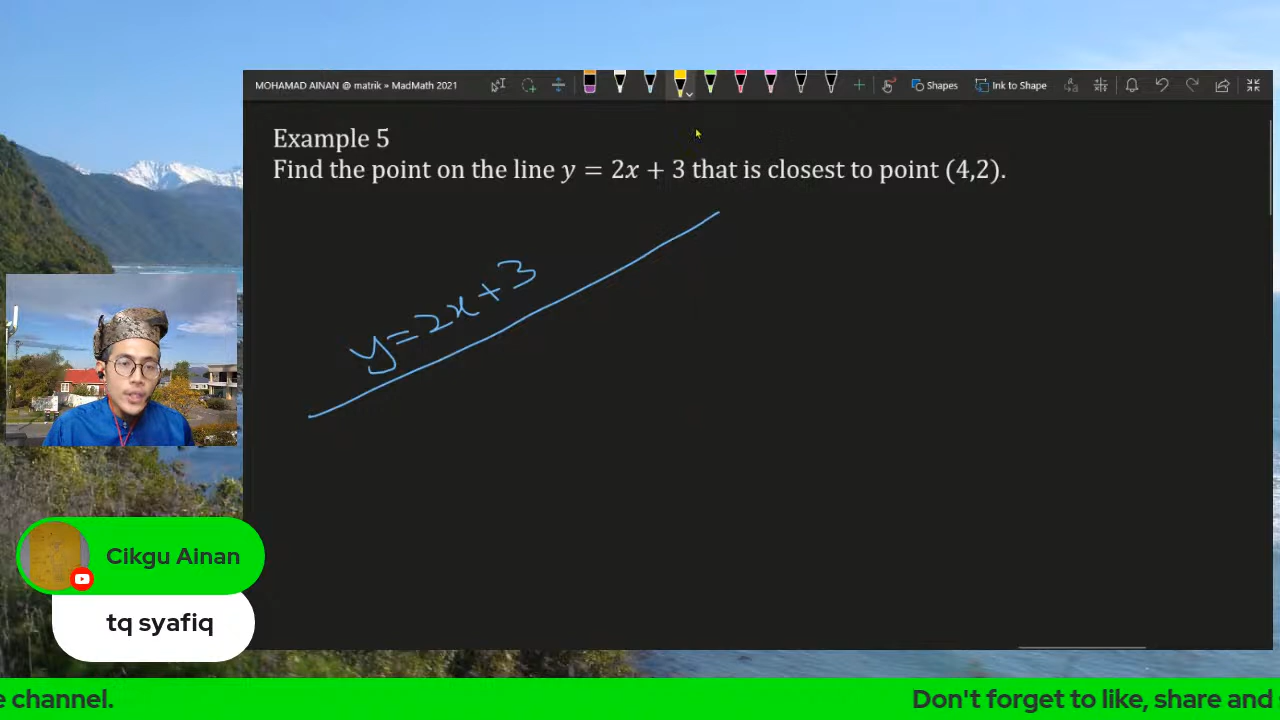 MOHAMAD AINAN @ matrik » MadMath 2021
Shapes
Ink to Shape
Example 5
Find the point on the line y = 2x + 3 that is closest to point (4,2).
y=2x+3
Cikgu Ainan
tq syafiq
e channel.
Don't forget to like, share and